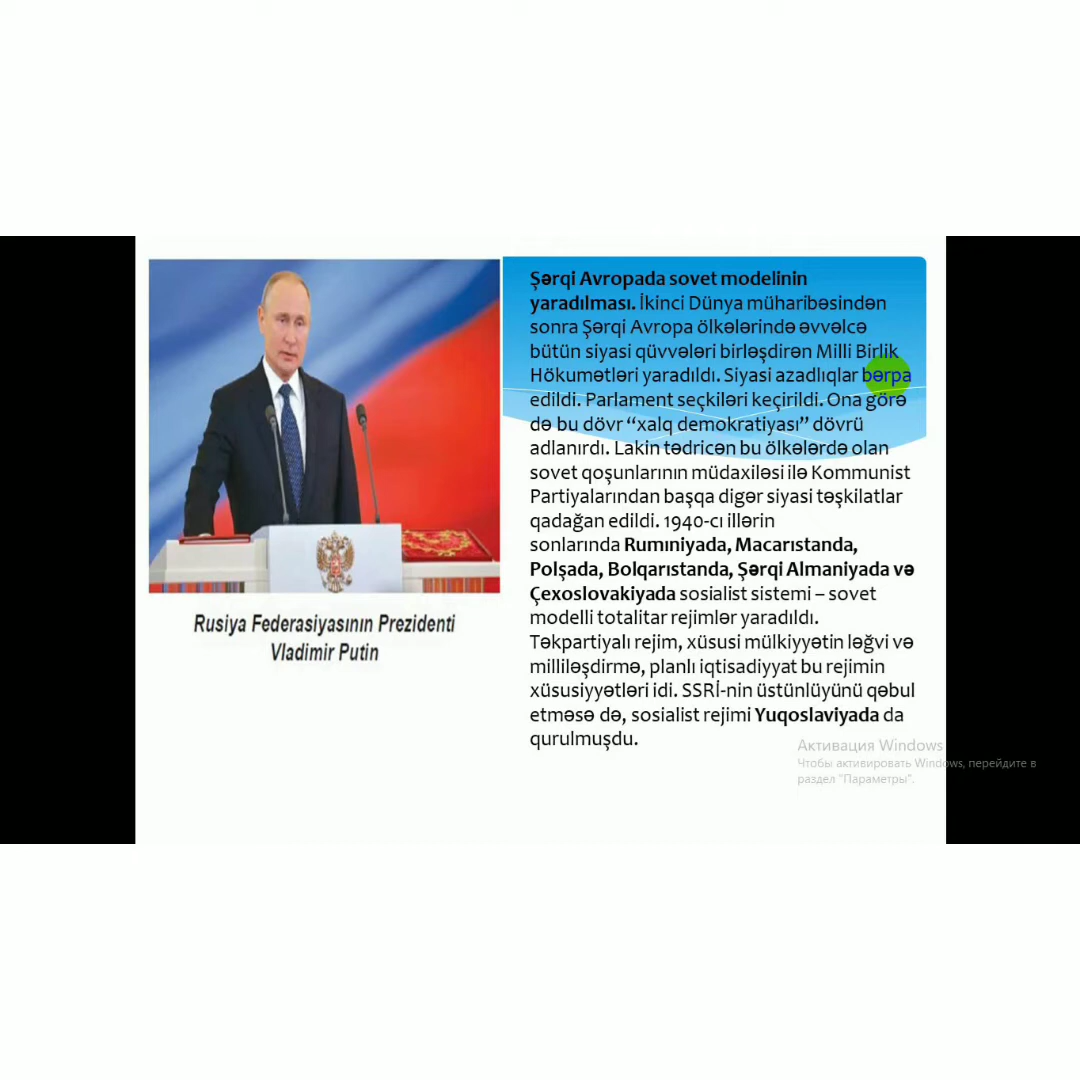 Şərqi Avropada sovet modelinin
yaradılması. İkinci Dünya müharibəsindən
sonra Şərqi Avropa ölkələrində əvvəlcə
bütün siyasi qüvvələri birləşdirən Milli Birlik
Hökumətləri yaradıldı. Siyasi azadlıqlar bərpa
edildi. Parlament seçkiləri keçirildi. Ona görə
də bu dövr “xalq demokratiyası” dövrü
adlanırdı. Lakin tədricən bu ölkələrdə olan
sovet qoşunlarının müdaxiləsi ilə Kommunist
Partiyalarından başqa digər siyasi təşkilatlar
qadağan edildi. 1940-cı illərin
sonlarında Rumıniyada, Macarıstanda,
Polşada, Bolqarıstanda, Şərqi Almaniyada və
Çexoslovakiyada sosialist sistemi – sovet
modelli totalitar rejimlər yaradıldı.
Təkpartiyalı rejim, xüsusi mülkiyyətin ləğvi və
milliləşdirmə, planlı iqtisadiyyat bu rejimin
xüsusiyyətləri idi. SSRİ-nin üstünlüyünü qəbul
etməsə də, sosialist rejimi Yuqoslaviyada da
qurulmuşdu.
Rusiya Federasiyasının Prezidenti
Vladimir Putin
Активация Windows
Чтобы активировать Windows, перейдите в
раздел "Параметры".